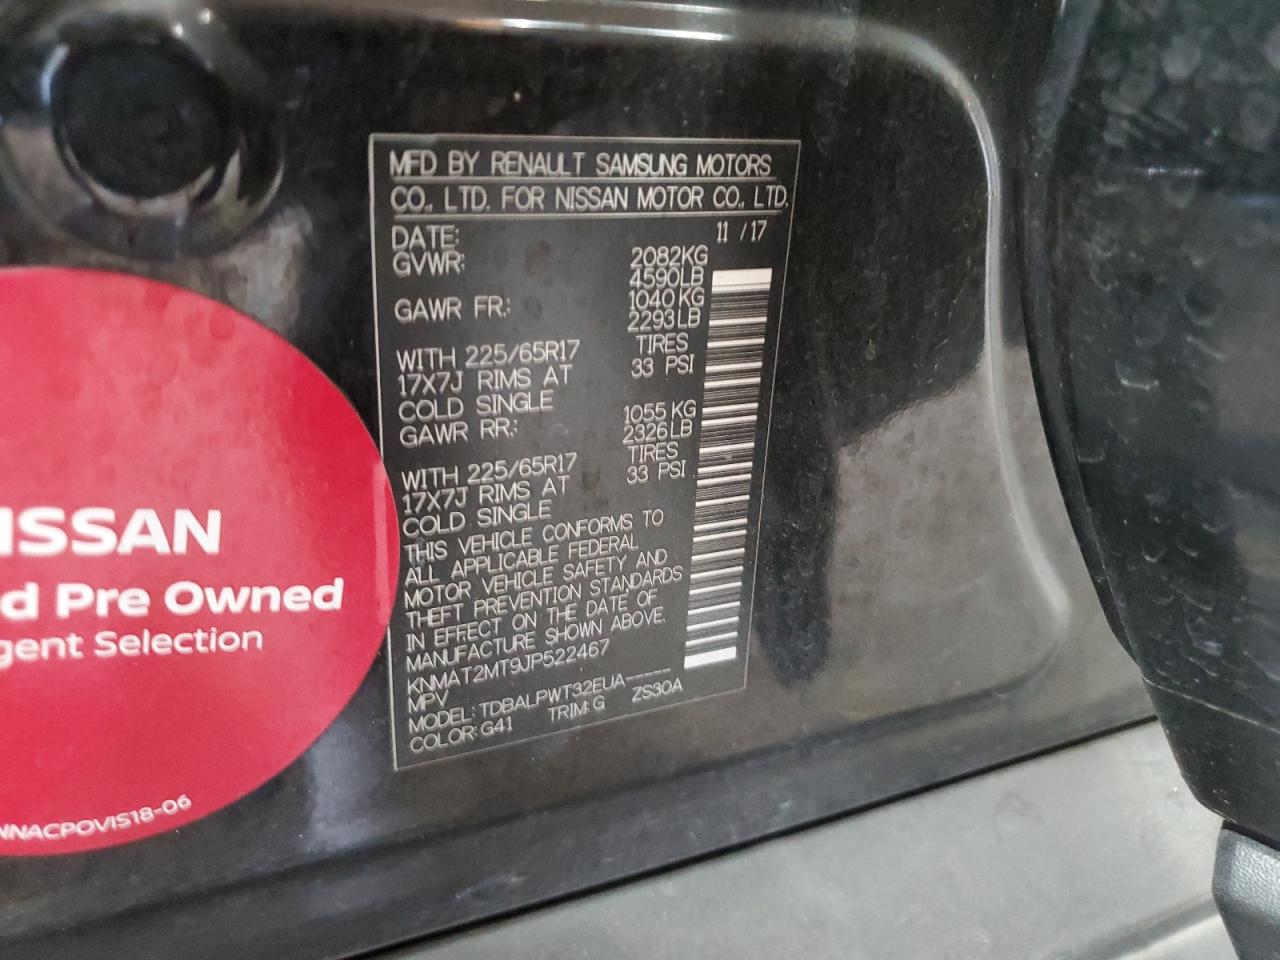 MFD BY RENAULT SAMSUNG MOTORS
CO., LTD. FOR NISSAN MOTOR CO., LTD.
DATE: 11 / 17
GVWR: 2082KG
4590LB
GAWR FR.: 1040KG
2293LB
WITH 225/65R17 TIRES
17X7J RIMS AT 33 PSI
COLD SINGLE
GAWR RR.: 1055KG
2326LB
WITH 225/65R17 TIRES
17X7J RIMS AT 33 PSI
COLD SINGLE
THIS VEHICLE CONFORMS TO
ALL APPLICABLE FEDERAL
MOTOR VEHICLE SAFETY AND
THEFT PREVENTION STANDARDS
IN EFFECT ON THE DATE OF
MANUFACTURE SHOWN ABOVE.
KNMAT2MT9JP522467
MPV
MODEL: TDBALPWT32EUA-----
COLOR: G41 TRIM: G ZS30A
ISSAN
d Pre Owned
gent Selection
NNACPOVIS18-06